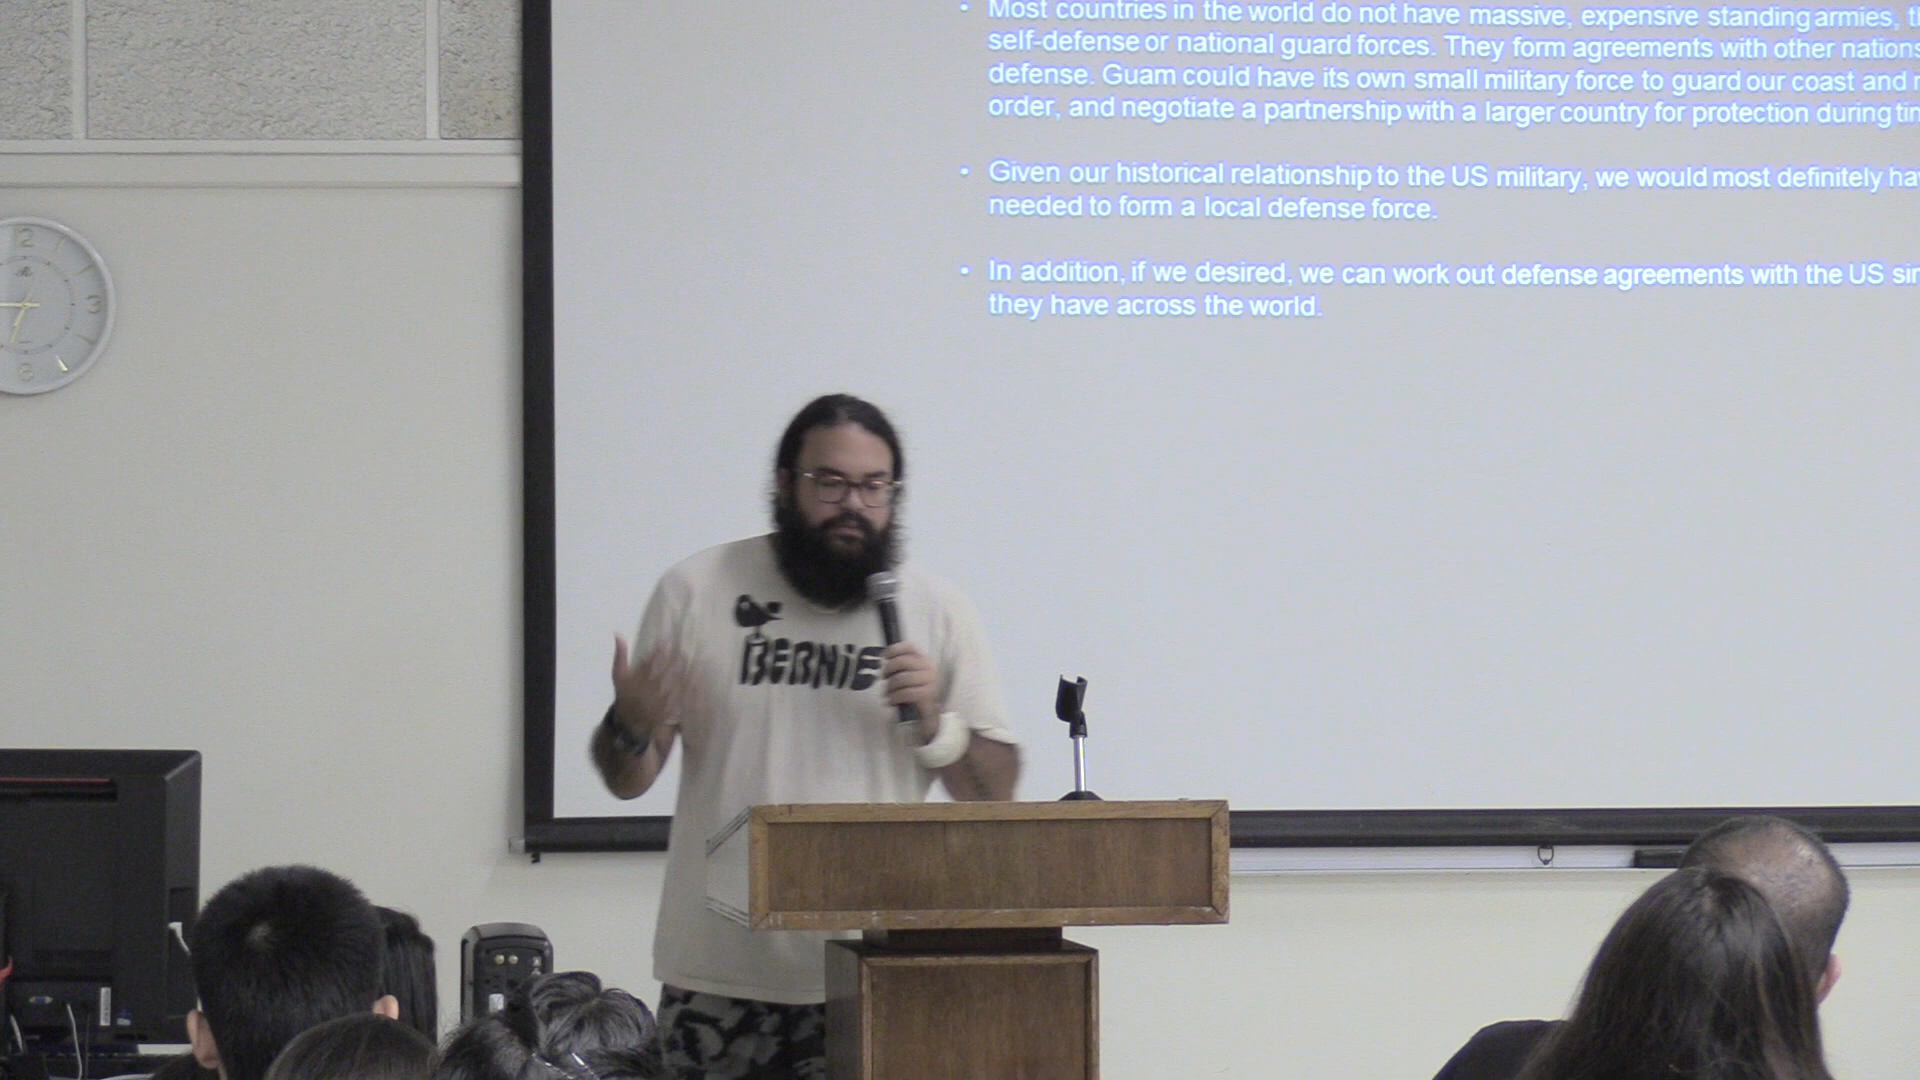 • Most countries in the world do not have massive, expensive standing armies,
self-defense or national guard forces. They form agreements with other nations
defense. Guam could have its own small military force to guard our coast and
order, and negotiate a partnership with a larger country for protection during
• Given our historical relationship to the US military, we would most definitely
needed to form a local defense force.
• In addition, if we desired, we can work out defense agreements with the US
they have across the world.
12
3
6
BERNIE